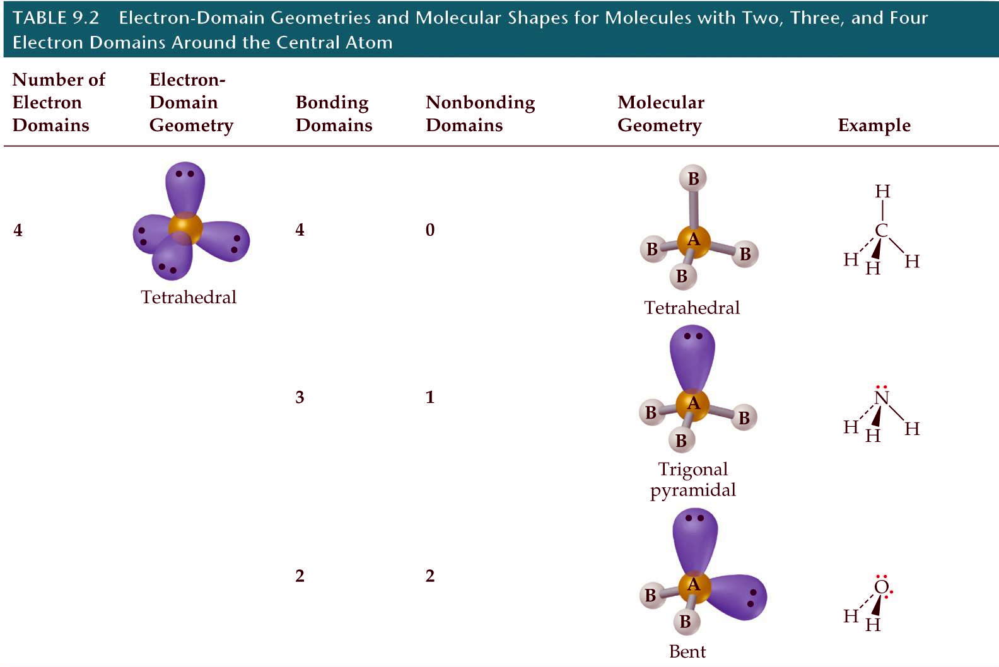 TABLE 9.2 Electron-Domain Geometries and Molecular Shapes for Molecules with Two, Three, and Four
Electron Domains Around the Central Atom
Number of
Electron
Domains
Electron-
Domain
Geometry
Bonding
Domains
Nonbonding
Domains
Molecular
Geometry
Example
4
Tetrahedral
4
0
B
A
B
B
B
Tetrahedral
H
C
H
H
H
3
1
A
B
B
B
Trigonal
pyramidal
N
H
H
H
2
2
A
B
B
Bent
O
H
H